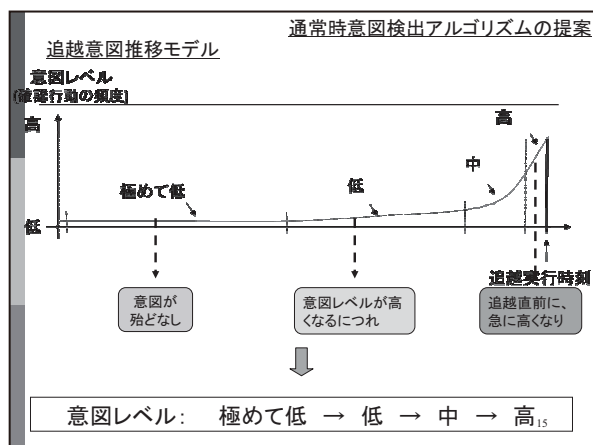 通常時意図検出アルゴリズムの提案
追越意図推移モデル
意図レベル
(確認行動の頻度)
高
高
中
低
極めて低
低
追越実行時刻
意図が
殆どなし
意図レベルが高
くなるにつれ
追越直前に、
急に高くなり
意図レベル： 極めて低 → 低 → 中 → 高
15